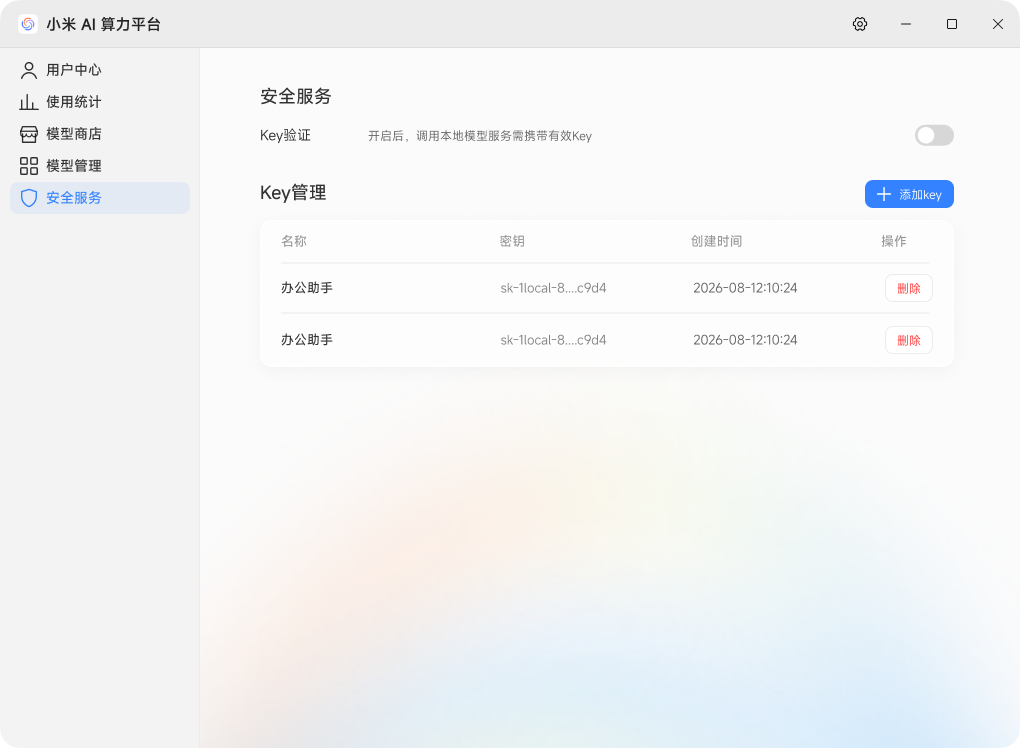 小米 AI 算力平台
用户中心
使用统计
模型商店
模型管理
安全服务
安全服务
Key验证 开启后，调用本地模型服务需携带有效Key
Key管理 添加key
名称 密钥 创建时间 操作
办公助手 sk-1local-8....c9d4 2026-08-12:10:24 删除
办公助手 sk-1local-8....c9d4 2026-08-12:10:24 删除